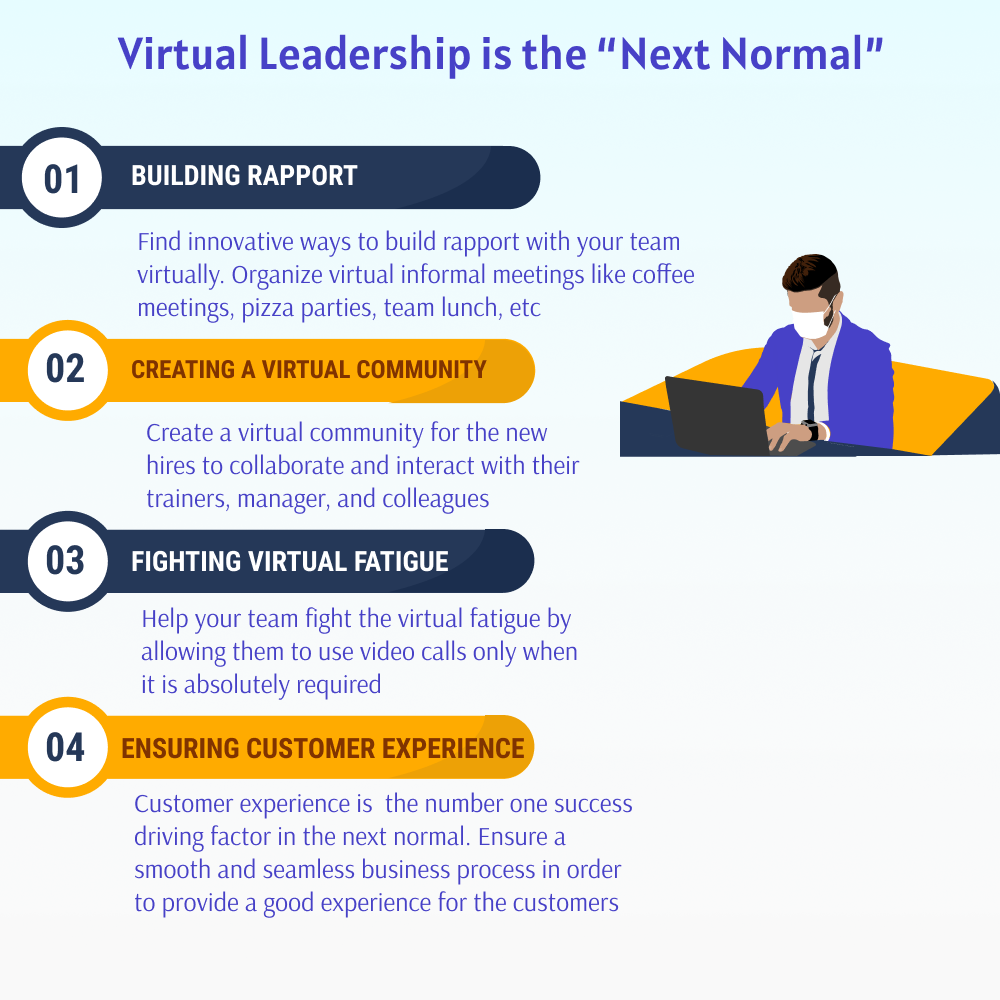 Virtual Leadership is the “Next Normal”
01
BUILDING RAPPORT
Find innovative ways to build rapport with your team
virtually. Organize virtual informal meetings like coffee
meetings, pizza parties, team lunch, etc
02
CREATING A VIRTUAL COMMUNITY
Create a virtual community for the new
hires to collaborate and interact with their
trainers, manager, and colleagues
03
FIGHTING VIRTUAL FATIGUE
Help your team fight the virtual fatigue by
allowing them to use video calls only when
it is absolutely required
04
ENSURING CUSTOMER EXPERIENCE
Customer experience is  the number one success
driving factor in the next normal. Ensure a
smooth and seamless business process in order
to provide a good experience for the customers